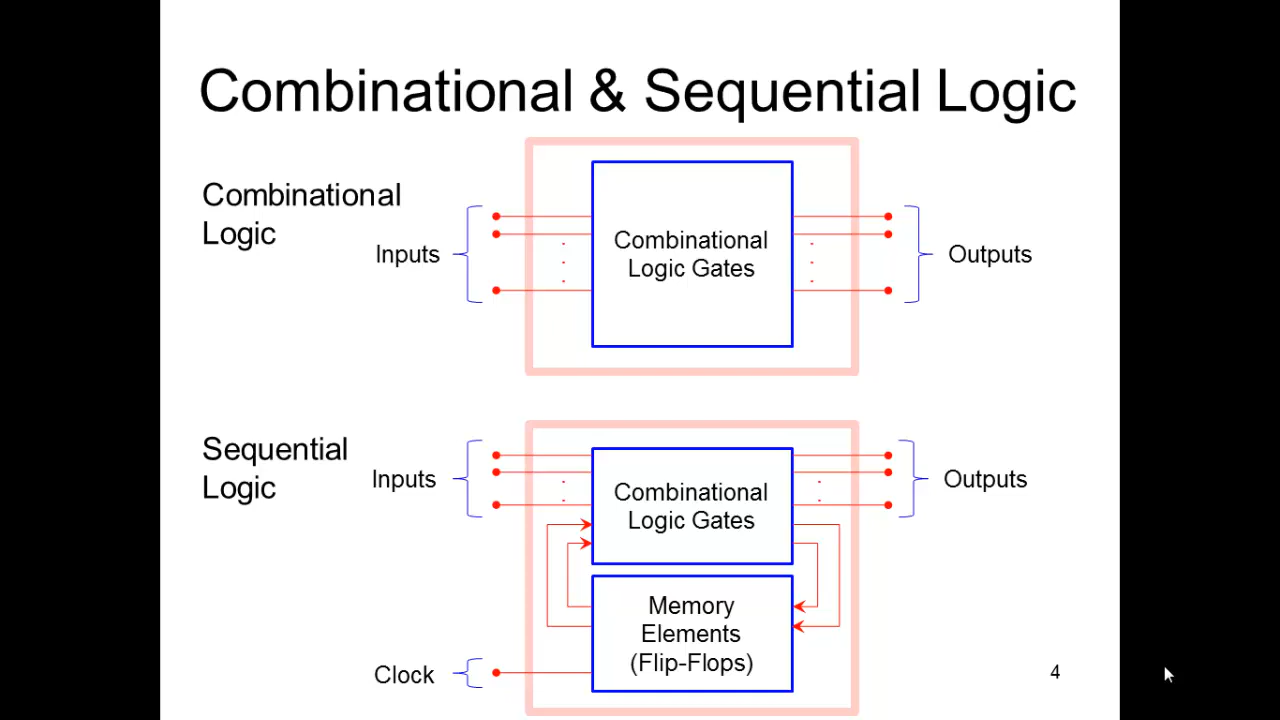 Combinational & Sequential Logic
Combinational
Logic
Inputs
Combinational
Logic Gates
Outputs
Sequential
Logic
Inputs
Combinational
Logic Gates
Outputs
Memory
Elements
(Flip-Flops)
Clock
4